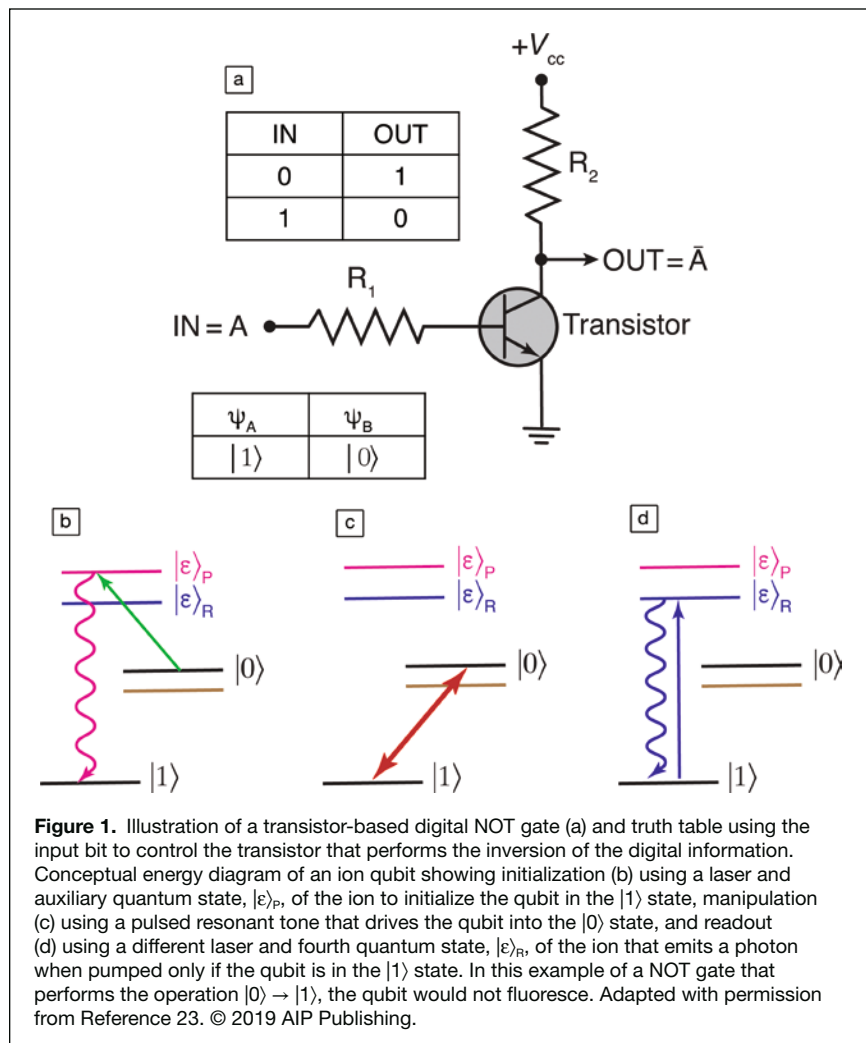 +Vcc
a
IN OUT
0 1
1 0
R2
OUT = Ā
R1
IN = A
Transistor
ψA ψB
|1⟩ |0⟩
b
c
d
|ε⟩P
|ε⟩R
|0⟩
|1⟩
|ε⟩P
|ε⟩R
|0⟩
|1⟩
|ε⟩P
|ε⟩R
|0⟩
|1⟩
Figure 1. Illustration of a transistor-based digital NOT gate (a) and truth table using the
input bit to control the transistor that performs the inversion of the digital information.
Conceptual energy diagram of an ion qubit showing initialization (b) using a laser and
auxiliary quantum state, |ε⟩P, of the ion to initialize the qubit in the |1⟩ state, manipulation
(c) using a pulsed resonant tone that drives the qubit into the |0⟩ state, and readout
(d) using a different laser and fourth quantum state, |ε⟩R, of the ion that emits a photon
when pumped only if the qubit is in the |1⟩ state. In this example of a NOT gate that
performs the operation |0⟩ → |1⟩, the qubit would not fluoresce. Adapted with permission
from Reference 23. © 2019 AIP Publishing.